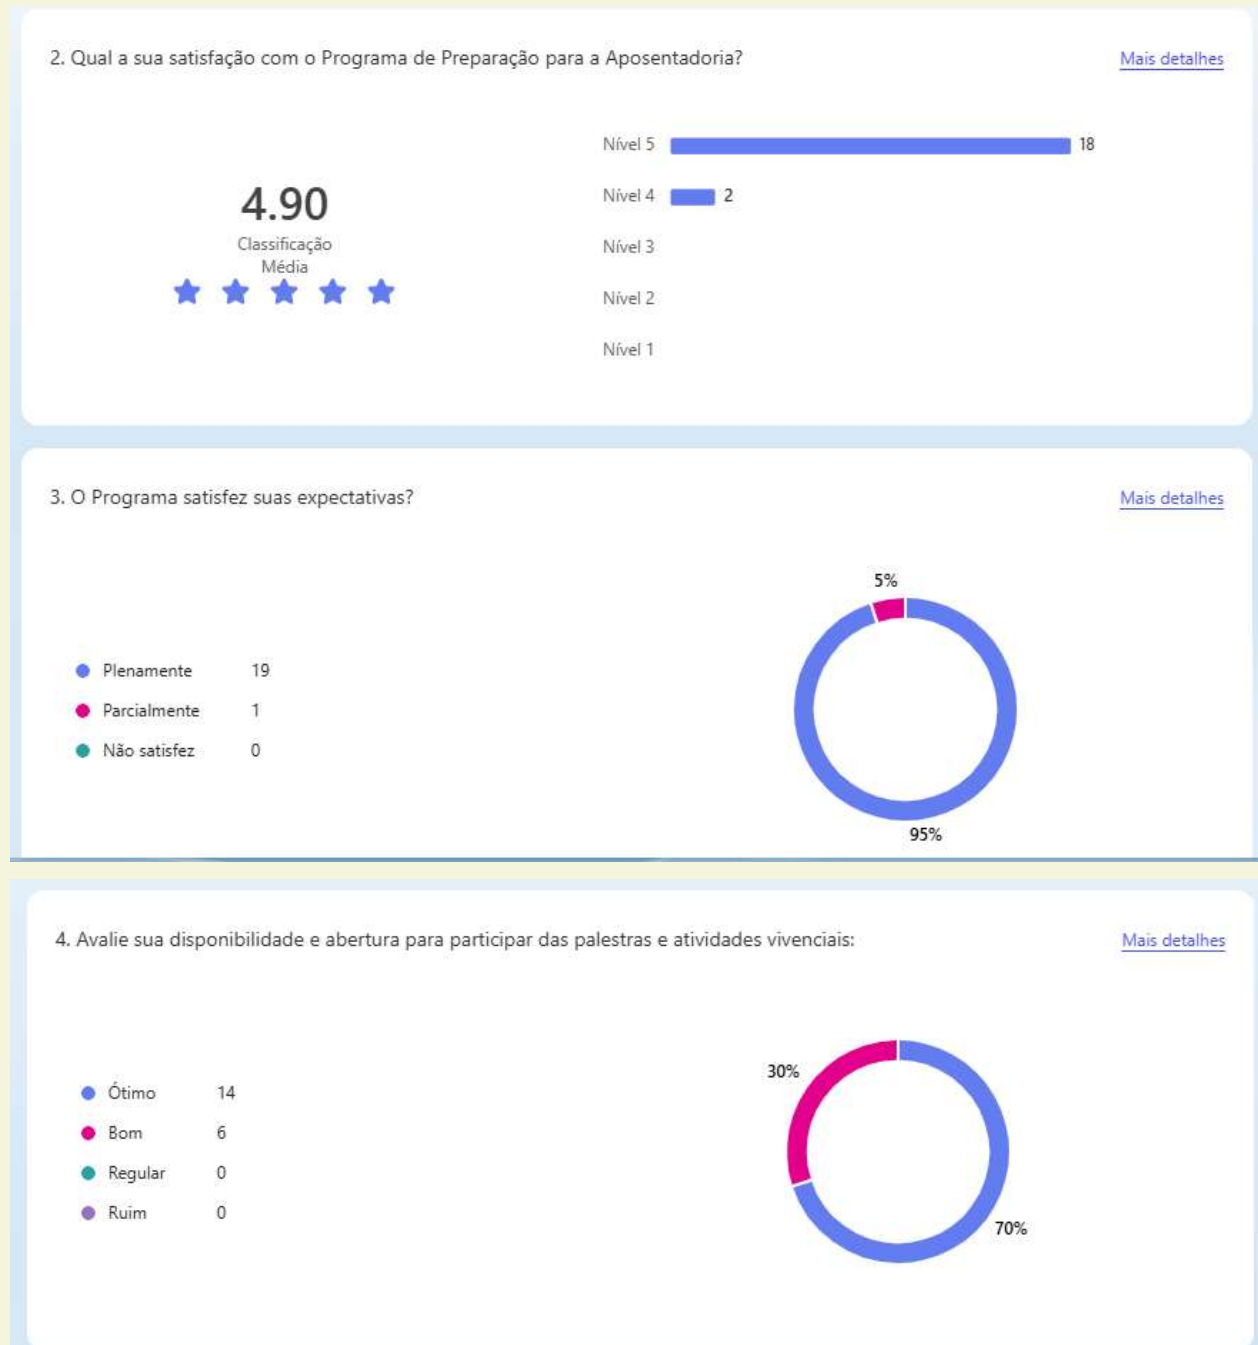 2. Qual a sua satisfação com o Programa de Preparação para a Aposentadoria?
Mais detalhes
4.90
Classificação
Média
Nível 5 18
Nível 4 2
Nível 3
Nível 2
Nível 1
3. O Programa satisfez suas expectativas?
Mais detalhes
Plenamente 19
Parcialmente 1
Não satisfez 0
5%
95%
4. Avalie sua disponibilidade e abertura para participar das palestras e atividades vivenciais:
Mais detalhes
Ótimo 14
Bom 6
Regular 0
Ruim 0
30%
70%